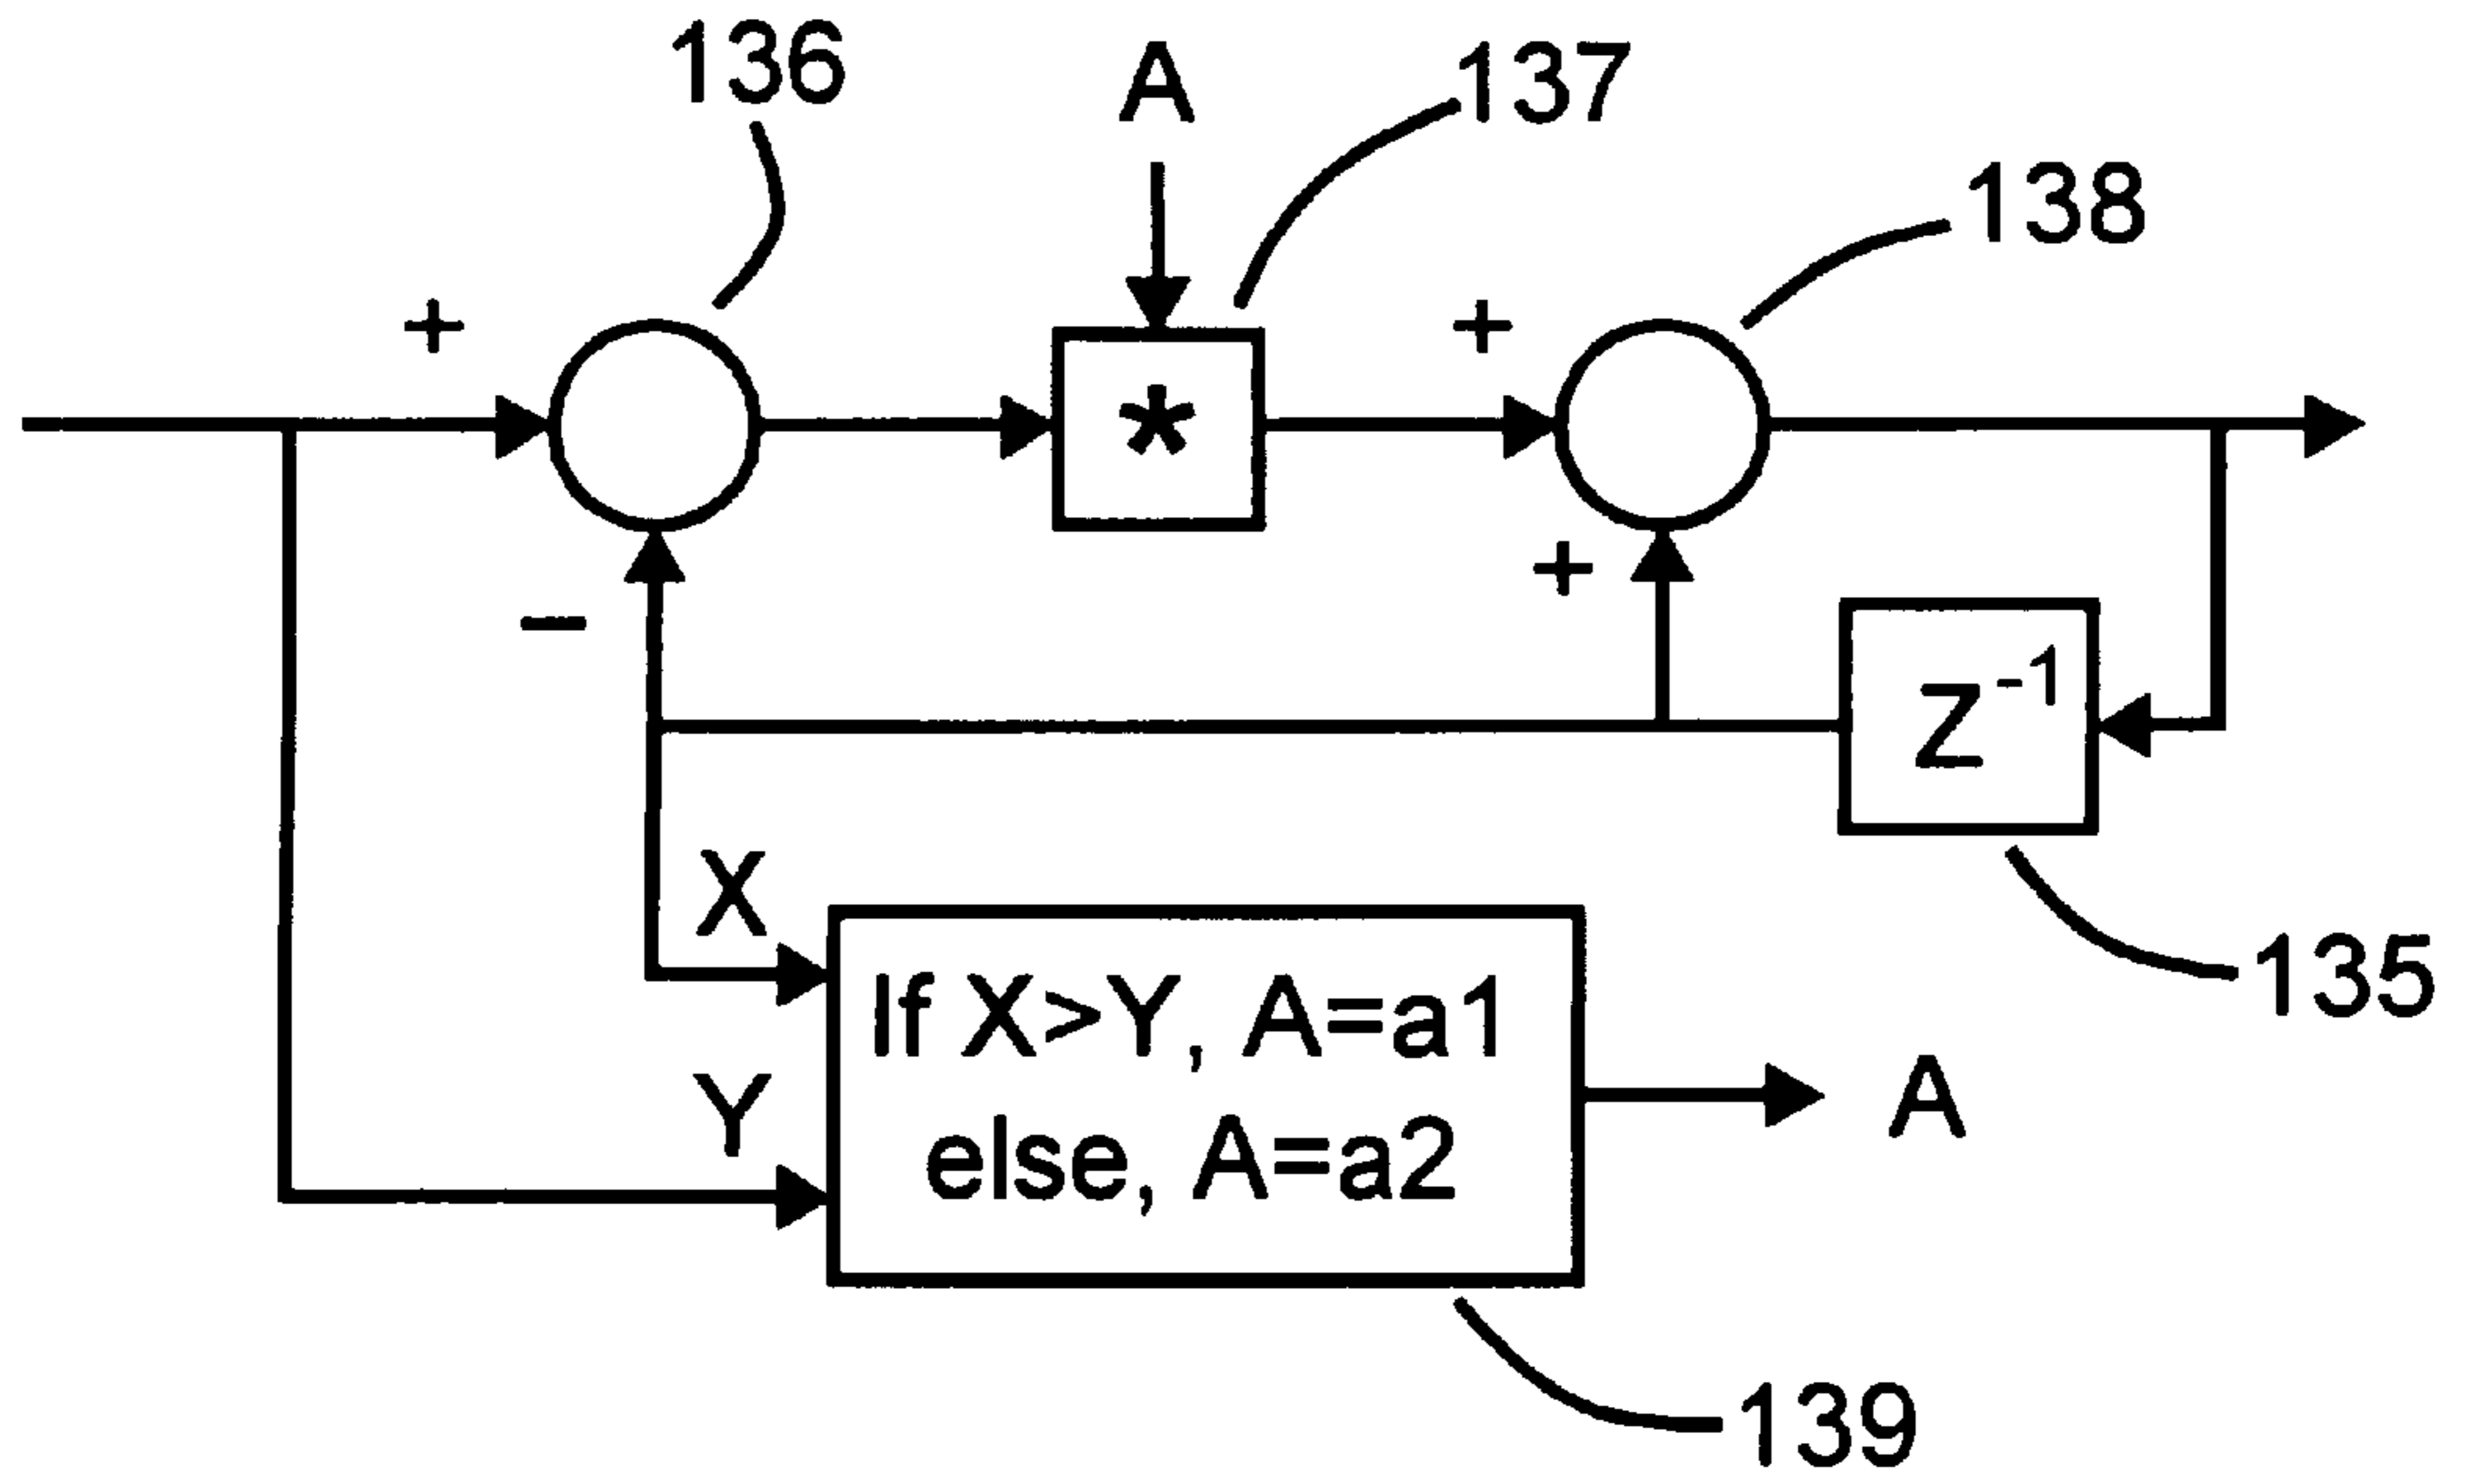 136
A
137
138
+
+
*
+
−
Z⁻¹
135
X
If X>Y, A=a1
Y
else, A=a2
A
139